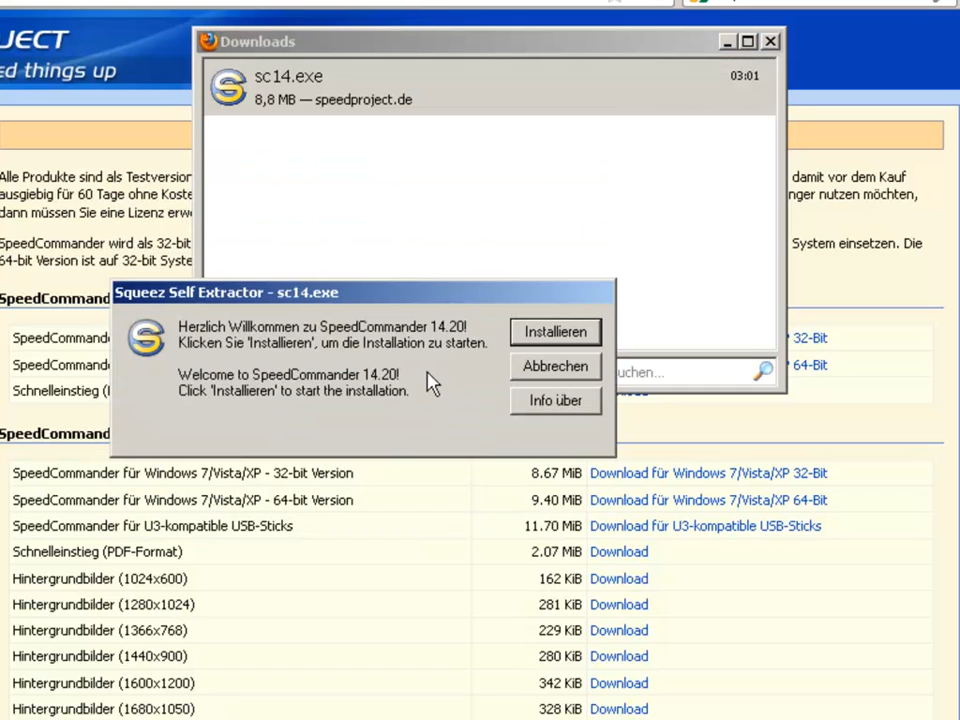 JECT
ed things up
Downloads
sc14.exe
03:01
8,8 MB — speedproject.de
Alle Produkte sind als Testversion
damit vor dem Kauf
ausgiebig für 60 Tage ohne
nger nutzen möchten,
dann müssen Sie eine Lizenz
SpeedCommander wird als 32-bit
System einsetzen. Die
64-bit Version ist auf 32-bit
Squeez Self Extractor - sc14.exe
Herzlich Willkommen zu SpeedCommander 14.20!
Klicken Sie 'Installieren', um die Installation zu starten.
Welcome to SpeedCommander 14.20!
Click 'Installieren' to start the installation.
Installieren
Abbrechen
Info über
uchen...
SpeedCommand
32-Bit
64-Bit
Schnelleinstieg
SpeedCommand
SpeedCommander für Windows 7/Vista/XP - 32-bit Version 8.67 MiB Download für Windows 7/Vista/XP 32-Bit
SpeedCommander für Windows 7/Vista/XP - 64-bit Version 9.40 MiB Download für Windows 7/Vista/XP 64-Bit
SpeedCommander für U3-kompatible USB-Sticks 11.70 MiB Download für U3-kompatible USB-Sticks
Schnelleinstieg (PDF-Format) 2.07 MiB Download
Hintergrundbilder (1024x600) 162 KiB Download
Hintergrundbilder (1280x1024) 281 KiB Download
Hintergrundbilder (1366x768) 229 KiB Download
Hintergrundbilder (1440x900) 280 KiB Download
Hintergrundbilder (1600x1200) 342 KiB Download
Hintergrundbilder (1680x1050) 328 KiB Download